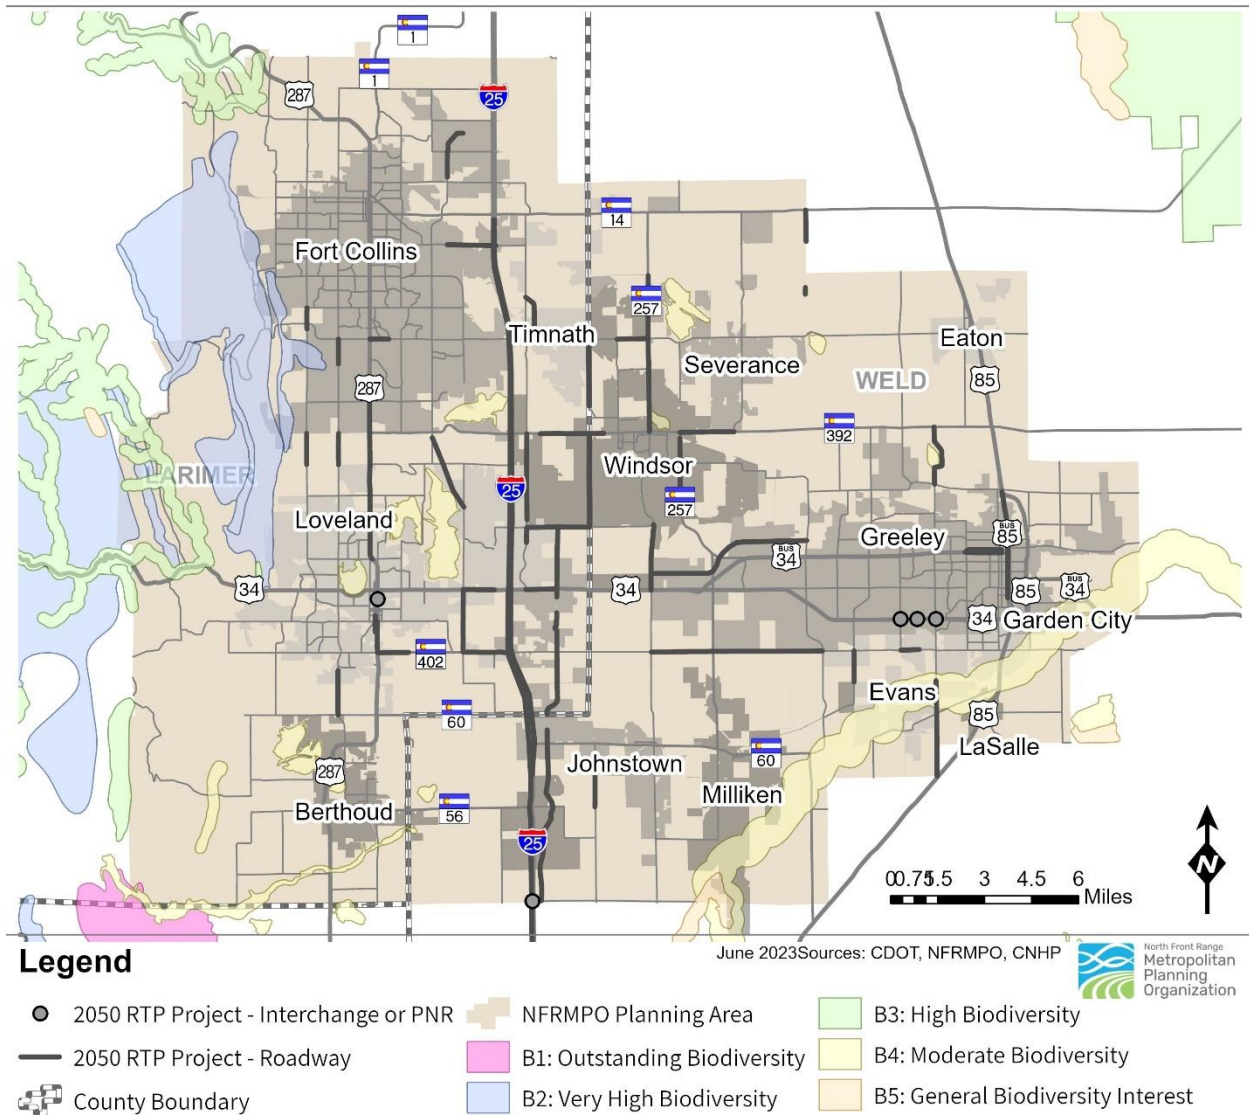 1
1
287
25
14
Fort Collins
257
Timnath
Eaton
Severance
85
WELD
287
392
Windsor
LARIMER
25
257
Loveland
BUS
85
Greeley
BUS
34
34
34
85
BUS
34
34
Garden City
402
Evans
60
85
LaSalle
60
Johnstown
287
Milliken
56
Berthoud
25
N
0 0.75 1.5 3 4.5 6
Miles
Legend
June 2023Sources: CDOT, NFRMPO, CNHP
North Front Range
Metropolitan
Planning
Organization
2050 RTP Project - Interchange or PNR
NFRMPO Planning Area
B3: High Biodiversity
2050 RTP Project - Roadway
B1: Outstanding Biodiversity
B4: Moderate Biodiversity
County Boundary
B2: Very High Biodiversity
B5: General Biodiversity Interest